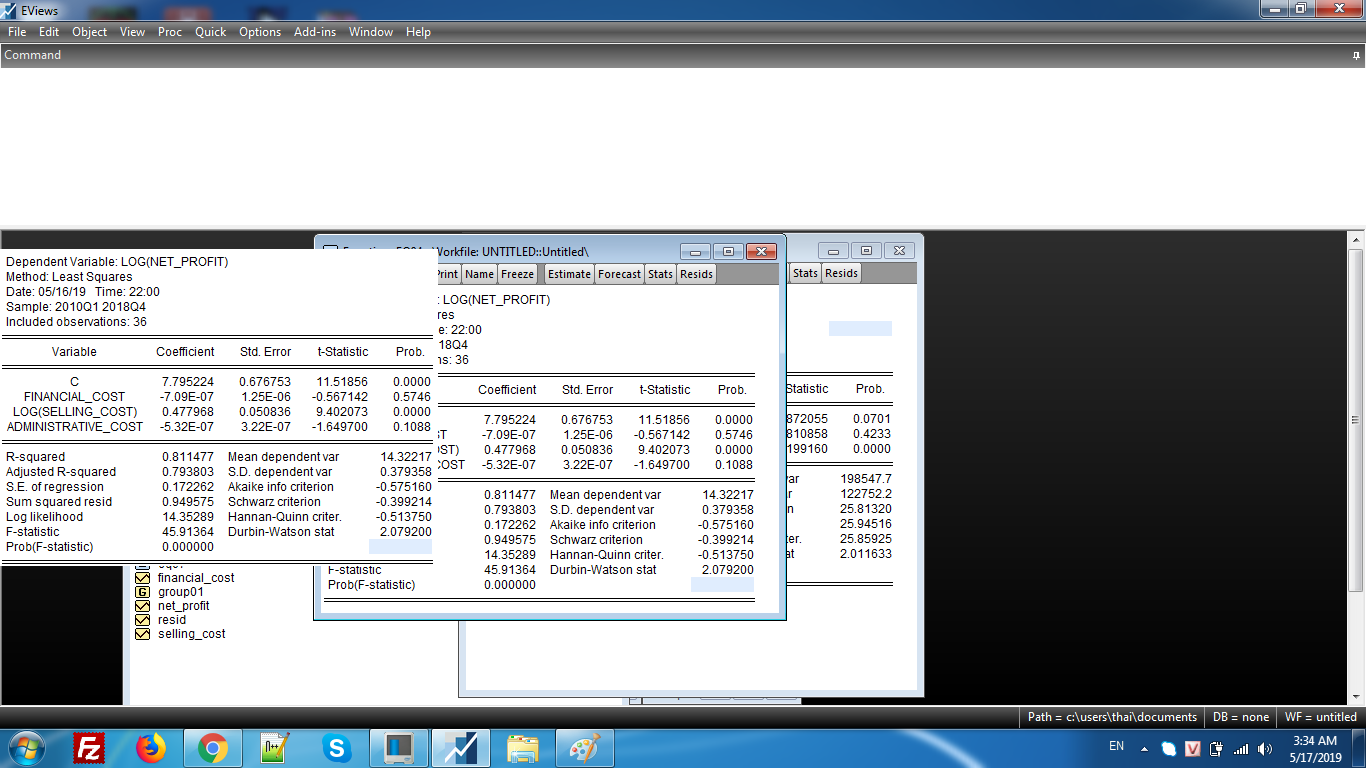 EViews
File Edit Object View Proc Quick Options Add-ins Window Help
Command
Dependent Variable: LOG(NET_PROFIT)
Method: Least Squares
Date: 05/16/19 Time: 22:00
Sample: 2010Q1 2018Q4
Included observations: 36
Variable Coefficient Std. Error t-Statistic Prob.
C 7.795224 0.676753 11.51856 0.0000
FINANCIAL_COST -7.09E-07 1.25E-06 -0.567142 0.5746
LOG(SELLING_COST) 0.477968 0.050836 9.402073 0.0000
ADMINISTRATIVE_COST -5.32E-07 3.22E-07 -1.649700 0.1088
R-squared 0.811477 Mean dependent var 14.32217
Adjusted R-squared 0.793803 S.D. dependent var 0.379358
S.E. of regression 0.172262 Akaike info criterion -0.575160
Sum squared resid 0.949575 Schwarz criterion -0.399214
Log likelihood 14.35289 Hannan-Quinn criter. -0.513750
F-statistic 45.91364 Durbin-Watson stat 2.079200
Prob(F-statistic) 0.000000
Workfile: UNTITLED::Untitled\
Print Name Freeze Estimate Forecast Stats Resids
: LOG(NET_PROFIT)
res
e: 22:00
18Q4
ns: 36
Coefficient Std. Error t-Statistic Prob.
7.795224 0.676753 11.51856 0.0000
ST -7.09E-07 1.25E-06 -0.567142 0.5746
OST) 0.477968 0.050836 9.402073 0.0000
COST -5.32E-07 3.22E-07 -1.649700 0.1088
0.811477 Mean dependent var 14.32217
0.793803 S.D. dependent var 0.379358
0.172262 Akaike info criterion -0.575160
0.949575 Schwarz criterion -0.399214
14.35289 Hannan-Quinn criter. -0.513750
F-statistic 45.91364 Durbin-Watson stat 2.079200
Prob(F-statistic) 0.000000
Stats Resids
Statistic Prob.
872055 0.0701
810858 0.4233
199160 0.0000
var 198547.7
ar 122752.2
n 25.81320
25.94516
ter. 25.85925
at 2.011633
financial_cost
group01
net_profit
resid
selling_cost
Path = c:\users\thai\documents DB = none WF = untitled
EN
3:34 AM
5/17/2019